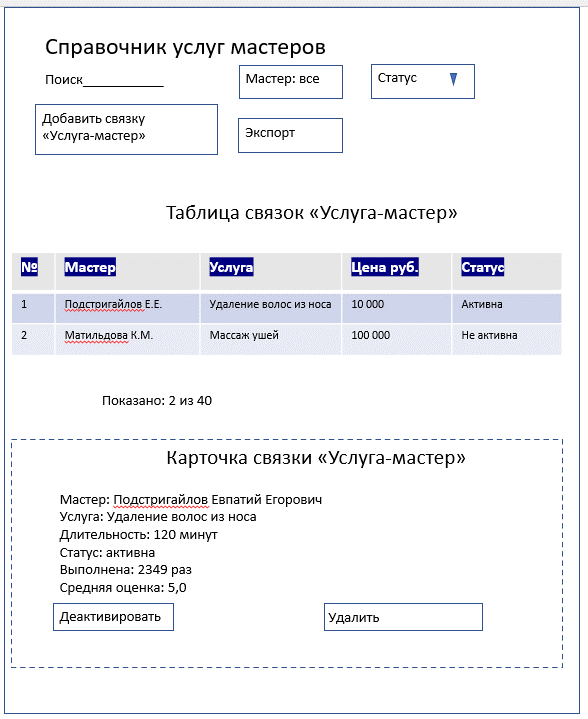 Справочник услуг мастеров
Поиск____________
Мастер: все
Статус
Добавить связку
«Услуга-мастер»
Экспорт
Таблица связок «Услуга-мастер»
№ Мастер Услуга Цена руб. Статус
1 Подстригайлов Е.Е. Удаление волос из носа 10 000 Активна
2 Матильдова К.М. Массаж ушей 100 000 Не активна
Показано: 2 из 40
Карточка связки «Услуга-мастер»
Мастер: Подстригайлов Евпатий Егорович
Услуга: Удаление волос из носа
Длительность: 120 минут
Статус: активна
Выполнена: 2349 раз
Средняя оценка: 5,0
Деактивировать
Удалить